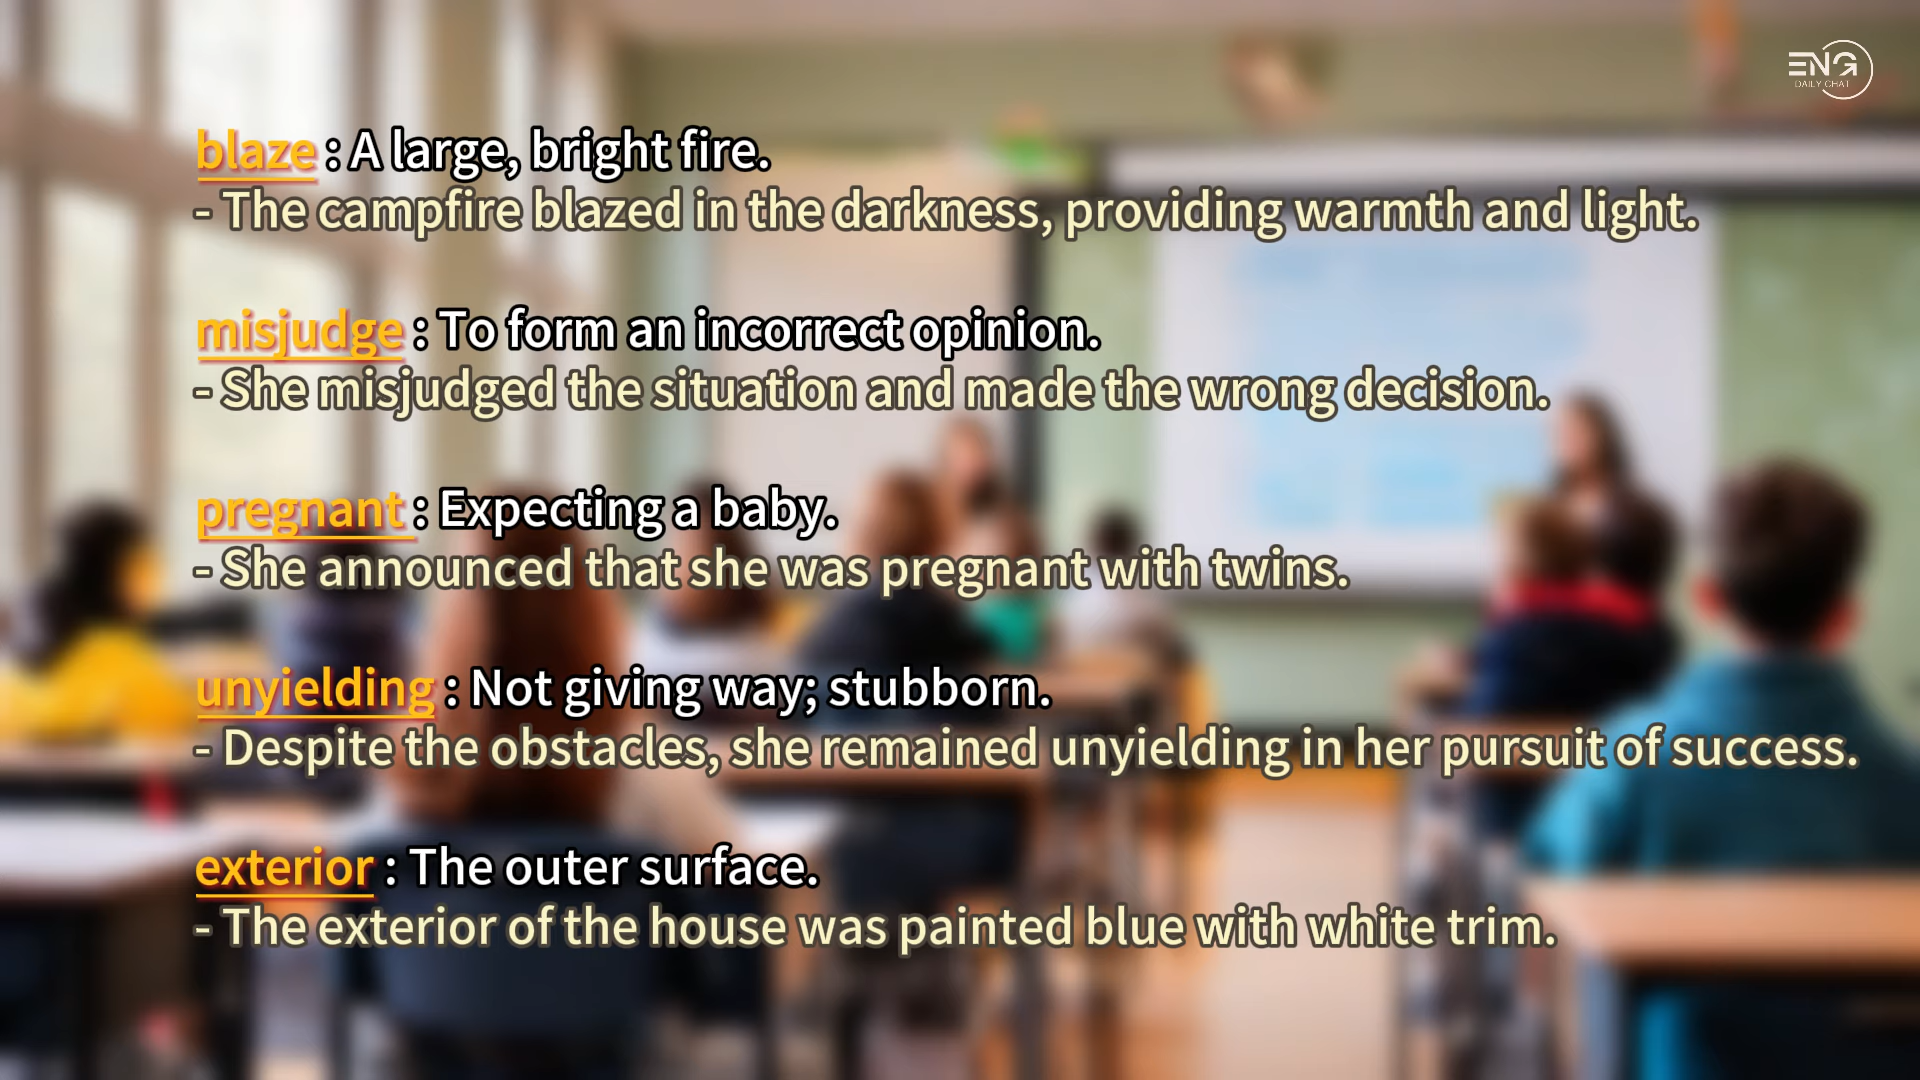 ENG
DAILY CHAT
blaze : A large, bright fire.
- The campfire blazed in the darkness, providing warmth and light.
misjudge : To form an incorrect opinion.
- She misjudged the situation and made the wrong decision.
pregnant : Expecting a baby.
- She announced that she was pregnant with twins.
unyielding : Not giving way; stubborn.
- Despite the obstacles, she remained unyielding in her pursuit of success.
exterior : The outer surface.
- The exterior of the house was painted blue with white trim.